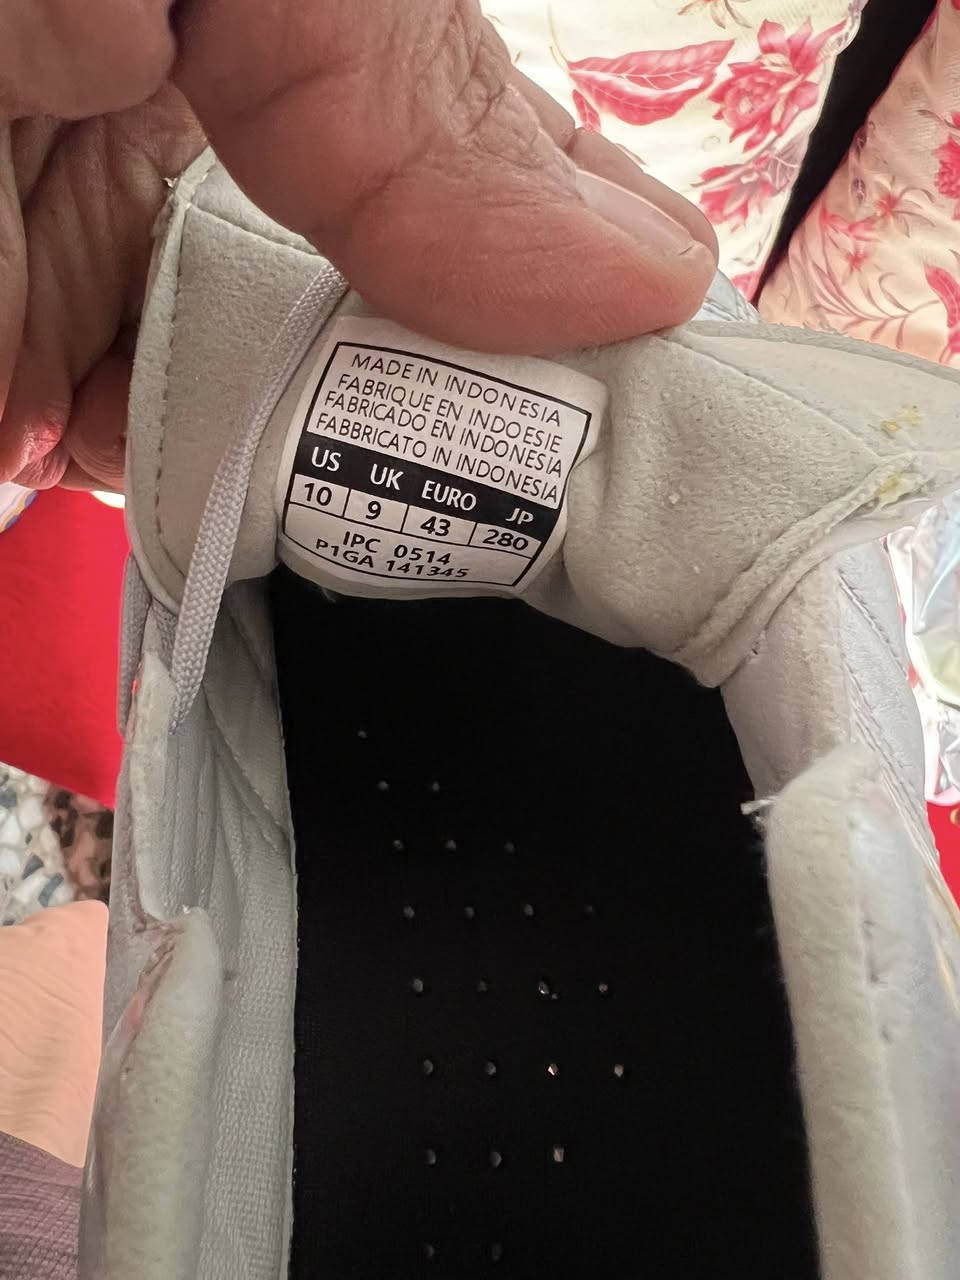 MADE IN INDONESIA
FABRIQUE EN INDOESIE
FABRICADO EN INDONESIA
FABBRICATO IN INDONESIA
US UK EURO JP
10 9 43 280
IPC 0514
P1GA 141345